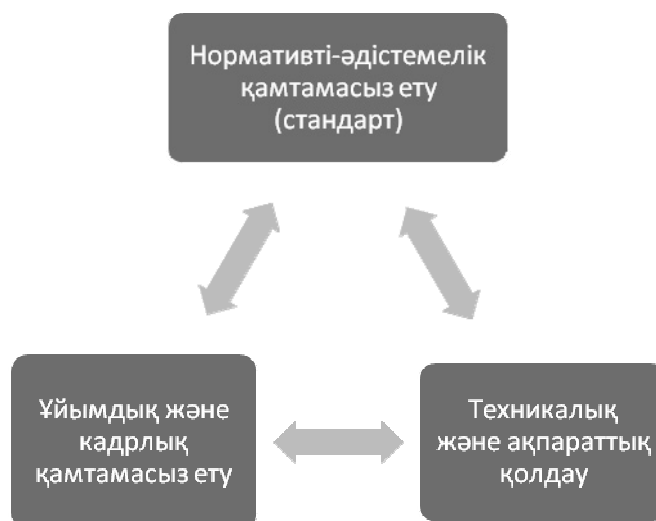 Нормативті-әдістемелік
қамтамасыз ету
(стандарт)
Ұйымдық және
кадрлық
қамтамасыз ету
Техникалық
және ақпараттық
қолдау